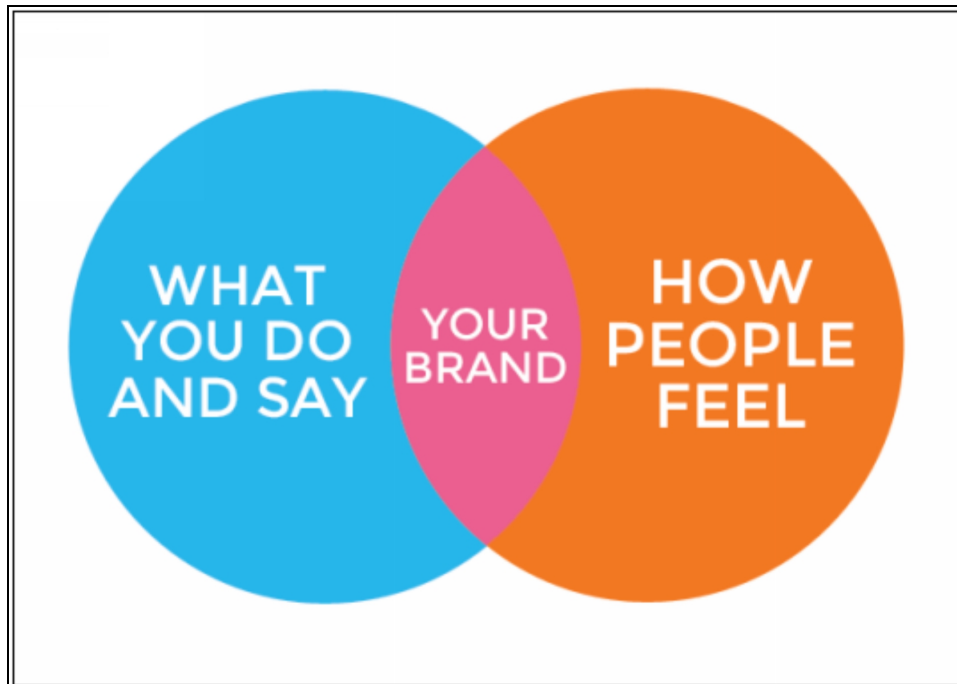 WHAT
YOU DO
AND SAY
YOUR
BRAND
HOW
PEOPLE
FEEL